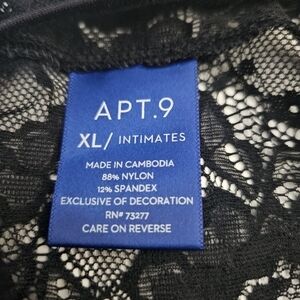 APT.9
XL/ INTIMATES
MADE IN CAMBODIA
88% NYLON
12% SPANDEX
EXCLUSIVE OF DECORATION
RN# 73277
CARE ON REVERSE